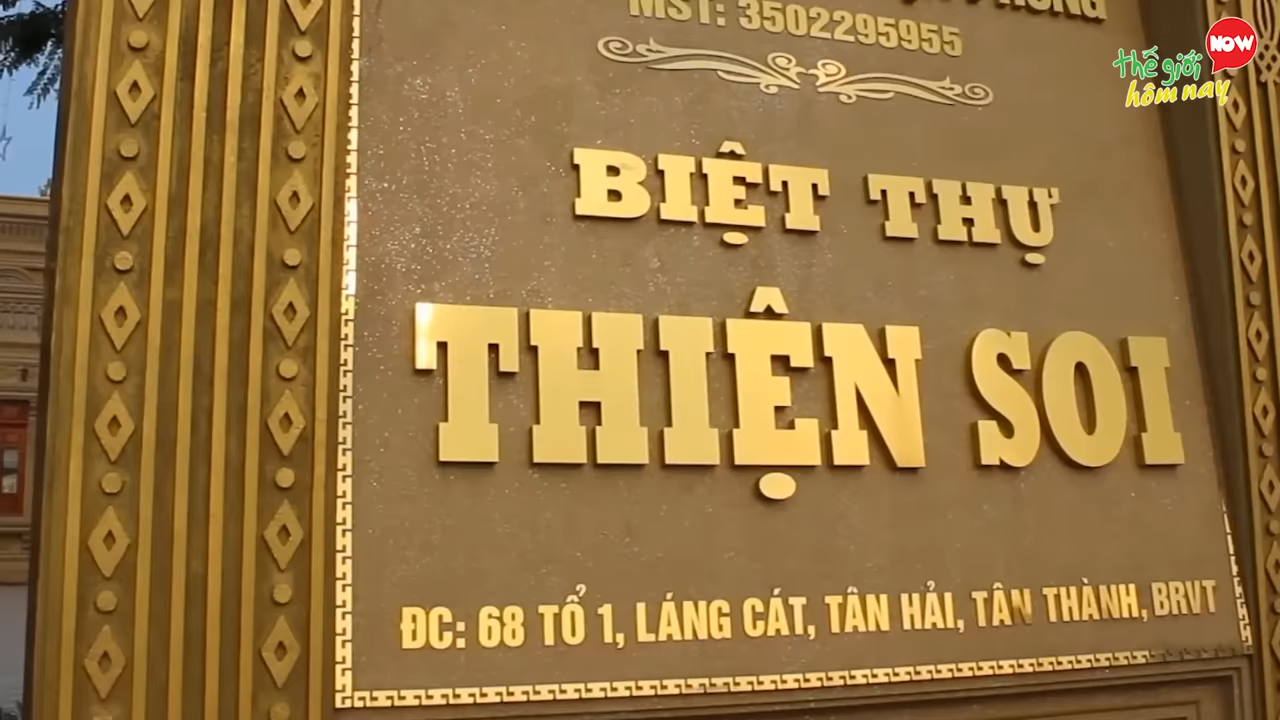 MST: 3502295955
NOW
thế giới
hôm nay
BIỆT THỰ
THIỆN SOI
ĐC: 68 TỔ 1, LÁNG CÁT, TÂN HẢI, TÂN THÀNH, BRVT